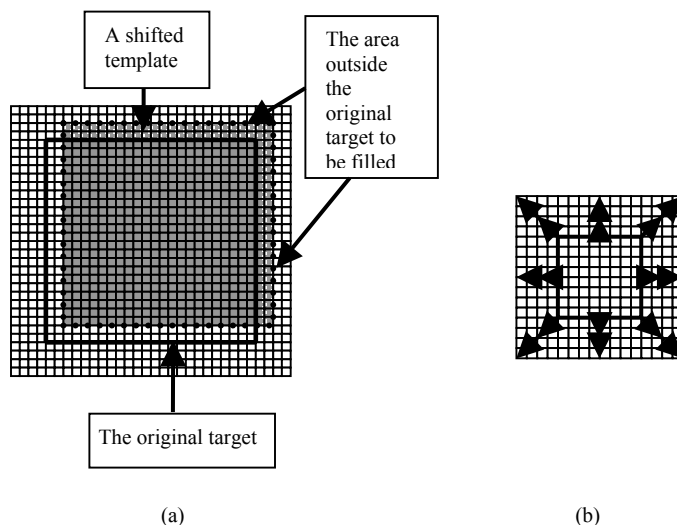 A shifted
template
The area
outside
the
original
target to
be filled
The original target
(a)
(b)